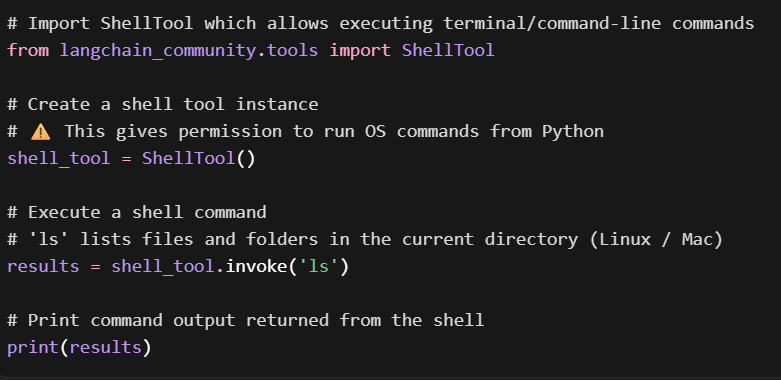 # Import ShellTool which allows executing terminal/command-line commands
from langchain_community.tools import ShellTool
# Create a shell tool instance
# ⚠️ This gives permission to run OS commands from Python
shell_tool = ShellTool()
# Execute a shell command
# 'ls' lists files and folders in the current directory (Linux / Mac)
results = shell_tool.invoke('ls')
# Print command output returned from the shell
print(results)